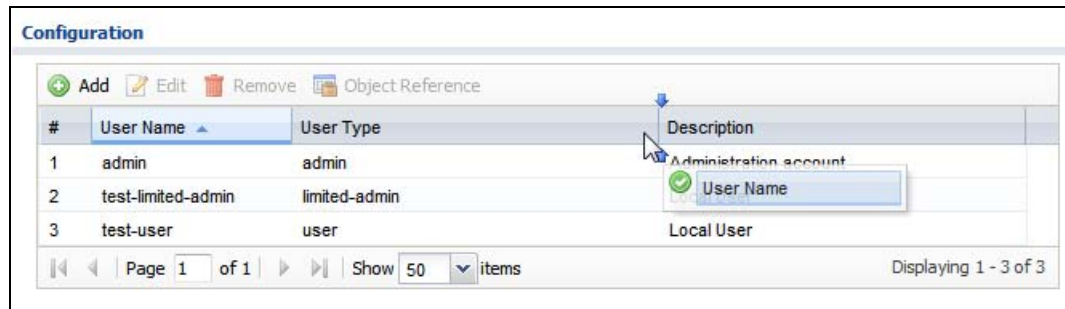 Configuration
Add Edit Remove Object Reference
# User Name User Type Description
1 admin admin Administration account
User Name
2 test-limited-admin limited-admin Local User
3 test-user user Local User
Page 1 of 1 Show 50 items Displaying 1 - 3 of 3